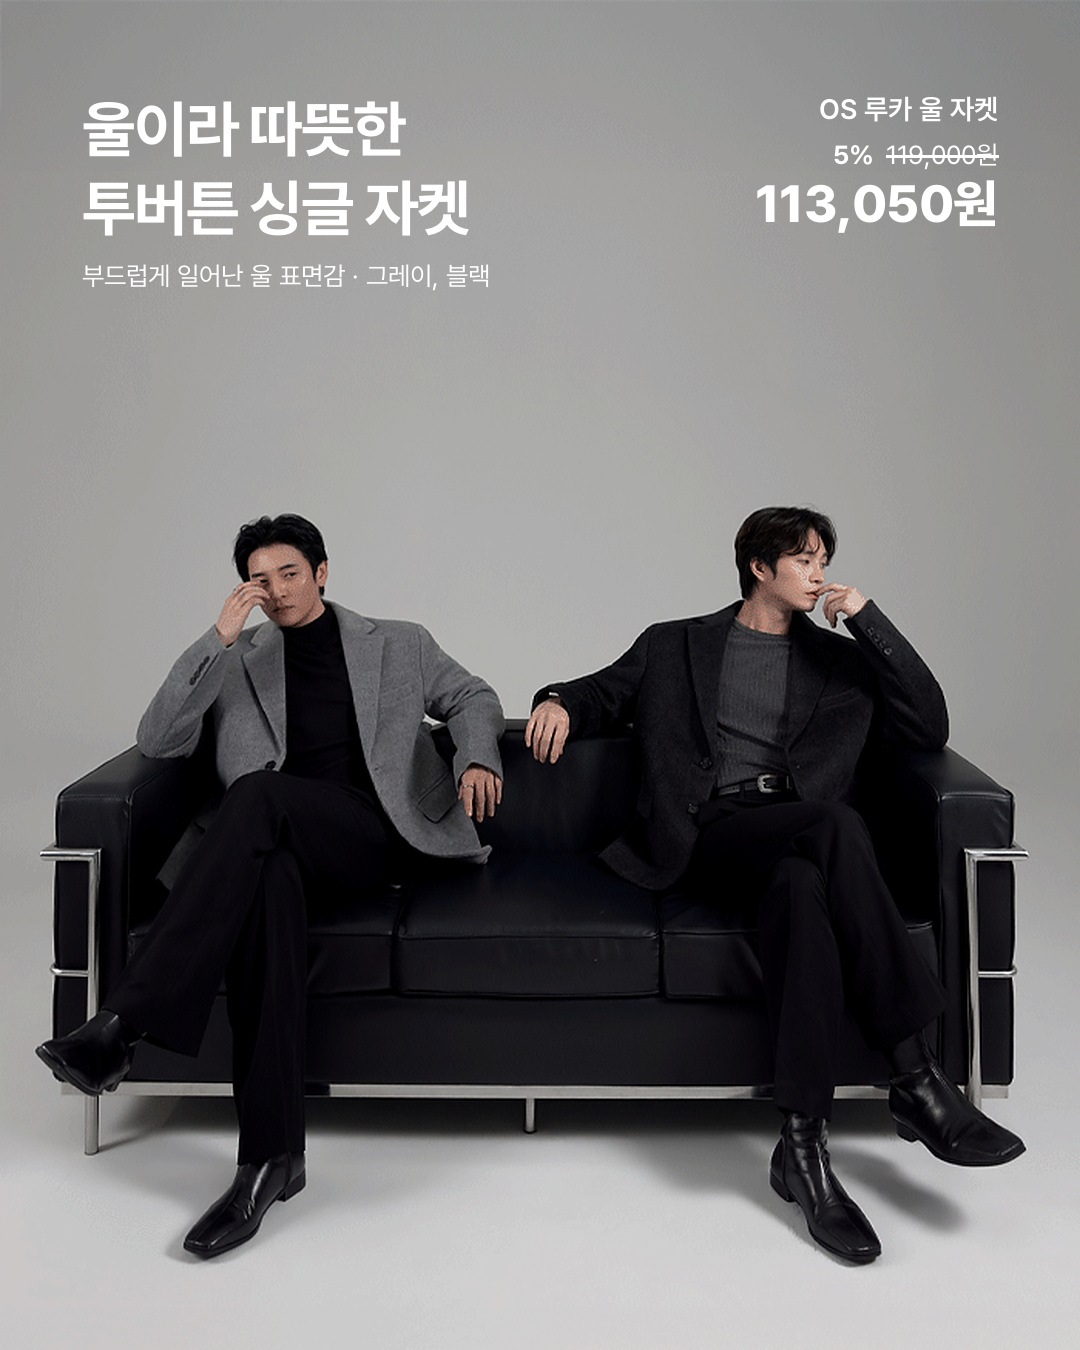 울이라 따뜻한
투버튼 싱글 자켓
부드럽게 일어난 울 표면감 · 그레이, 블랙
OS 루카 울 자켓
5% 119,000원
113,050원